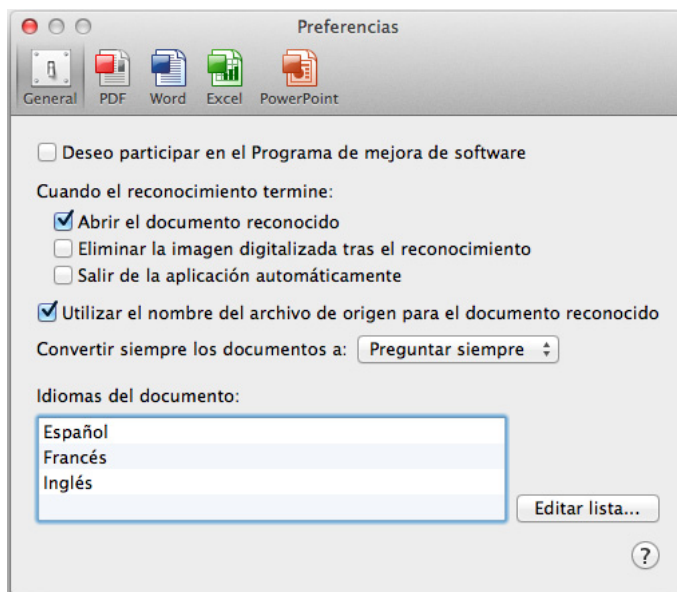 Preferencias
General PDF Word Excel PowerPoint
Deseo participar en el Programa de mejora de software
Cuando el reconocimiento termine:
Abrir el documento reconocido
Eliminar la imagen digitalizada tras el reconocimiento
Salir de la aplicación automáticamente
Utilizar el nombre del archivo de origen para el documento reconocido
Convertir siempre los documentos a: Preguntar siempre
Idiomas del documento:
Español
Francés
Inglés
Editar lista...
?